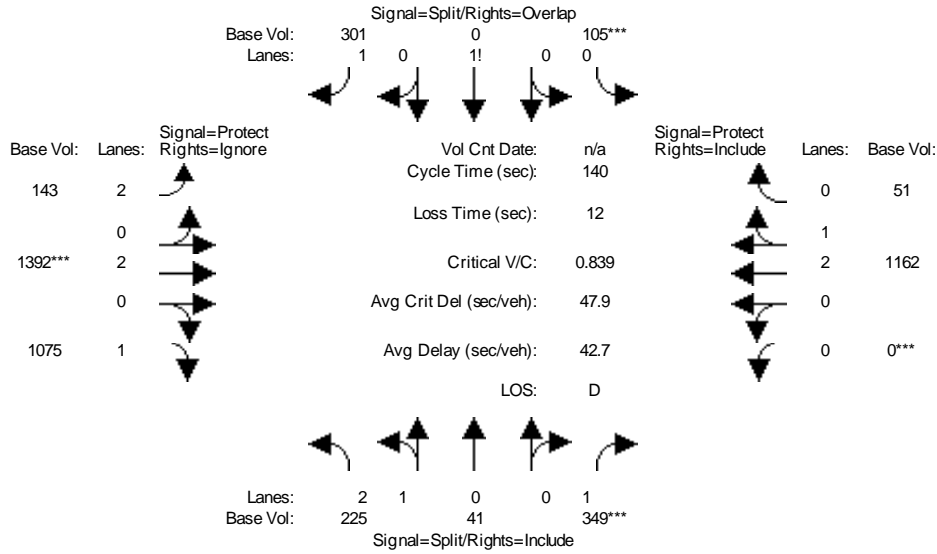 Signal=Split/Rights=Overlap
Base Vol: 301 0 105***
Lanes: 1 0 1! 0 0
Signal=Protect Signal=Protect
Base Vol: Lanes: Rights=Ignore Vol Cnt Date: n/a Rights=Include Lanes: Base Vol:
Cycle Time (sec): 140
143 2 0 51
Loss Time (sec): 12
0 1
1392*** 2 Critical V/C: 0.839 2 1162
0 Avg Crit Del (sec/veh): 47.9 0
1075 1 Avg Delay (sec/veh): 42.7 0 0***
LOS: D
Lanes: 2 1 0 0 1
Base Vol: 225 41 349***
Signal=Split/Rights=Include